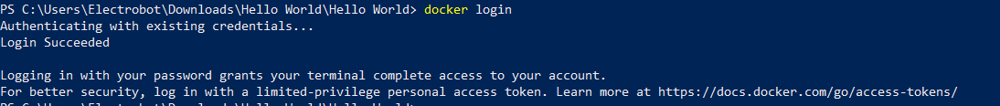 PS C:\Users\Electrobot\Downloads\Hello World\Hello World> docker login
Authenticating with existing credentials...
Login Succeeded
Logging in with your password grants your terminal complete access to your account.
For better security, log in with a limited-privilege personal access token. Learn more at https://docs.docker.com/go/access-tokens/